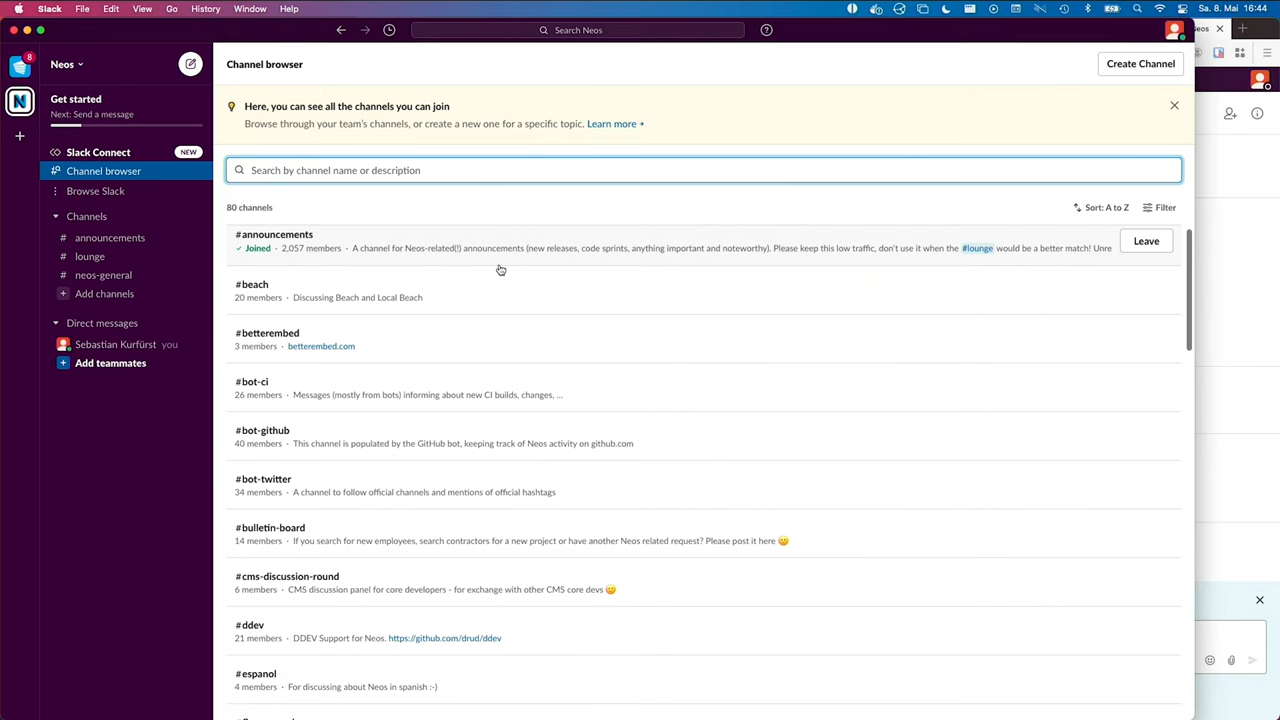 File Edit View Go History Window Help
Sa. 8. Mai 16:44
Search Neos
eos
8
N
Neos
Get started
Next: Send a message
Slack Connect NEW
Channel browser
Browse Slack
Channels
# announcements
# lounge
# neos-general
+ Add channels
Direct messages
Sebastian Kurfürst you
+ Add teammates
Channel browser
Create Channel
Here, you can see all the channels you can join
Browse through your team's channels, or create a new one for a specific topic. Learn more
Search by channel name or description
80 channels
Sort: A to Z Filter
#announcements
✓ Joined · 2,057 members · A channel for Neos-related(!) announcements (new releases, code sprints, anything important and noteworthy). Please keep this low traffic, don't use it when the #lounge would be a better match! Unre
Leave
#beach
20 members · Discussing Beach and Local Beach
#betterembed
3 members · betterembed.com
#bot-ci
26 members · Messages (mostly from bots) informing about new CI builds, changes, ...
#bot-github
40 members · This channel is populated by the GitHub bot, keeping track of Neos activity on github.com
#bot-twitter
34 members · A channel to follow official channels and mentions of official hashtags
#bulletin-board
14 members · If you search for new employees, search contractors for a new project or have another Neos related request? Please post it here 🙂
#cms-discussion-round
6 members · CMS discussion panel for core developers - for exchange with other CMS core devs 🙂
#ddev
21 members · DDEV Support for Neos. https://github.com/drud/ddev
#espanol
4 members · For discussing about Neos in spanish :-)